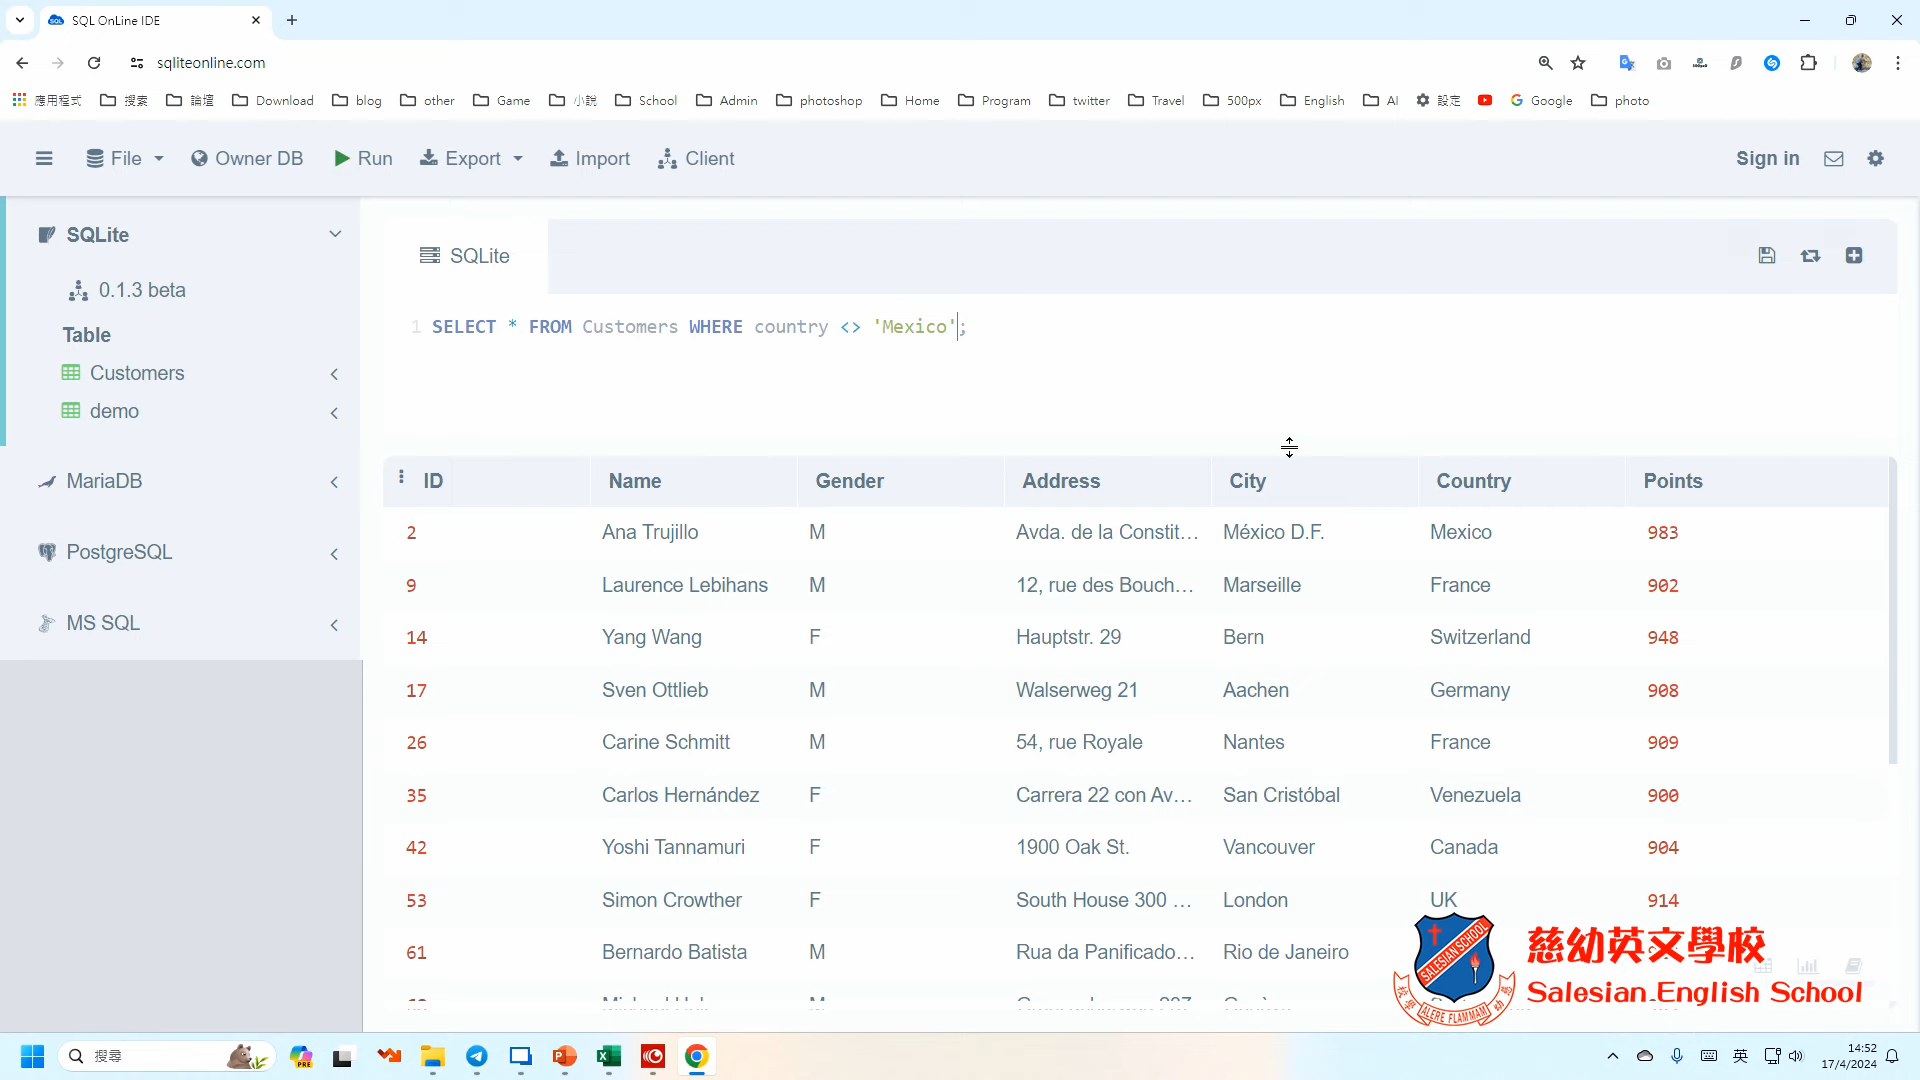 SQL OnLine IDE
sqliteonline.com
應用程式 搜索 論壇 Download blog other Game 小說 School Admin photoshop Home Program twitter Travel 500px English AI 設定 Google photo
File Owner DB Run Export Import Client Sign in
SQLite
0.1.3 beta
Table
Customers
demo
MariaDB
PostgreSQL
MS SQL
SQLite
1 SELECT * FROM Customers WHERE country <> 'Mexico';
ID Name Gender Address City Country Points
2 Ana Trujillo M Avda. de la Constit… México D.F. Mexico 983
9 Laurence Lebihans M 12, rue des Bouch… Marseille France 902
14 Yang Wang F Hauptstr. 29 Bern Switzerland 948
17 Sven Ottlieb M Walserweg 21 Aachen Germany 908
26 Carine Schmitt M 54, rue Royale Nantes France 909
35 Carlos Hernández F Carrera 22 con Av… San Cristóbal Venezuela 900
42 Yoshi Tannamuri F 1900 Oak St. Vancouver Canada 904
53 Simon Crowther F South House 300 … London UK 914
61 Bernardo Batista M Rua da Panificado… Rio de Janeiro
SALESIAN SCHOOL
ALERE FLAMMAM
慈幼英文學校
Salesian English School
搜尋
PRE
英
14:52
17/4/2024